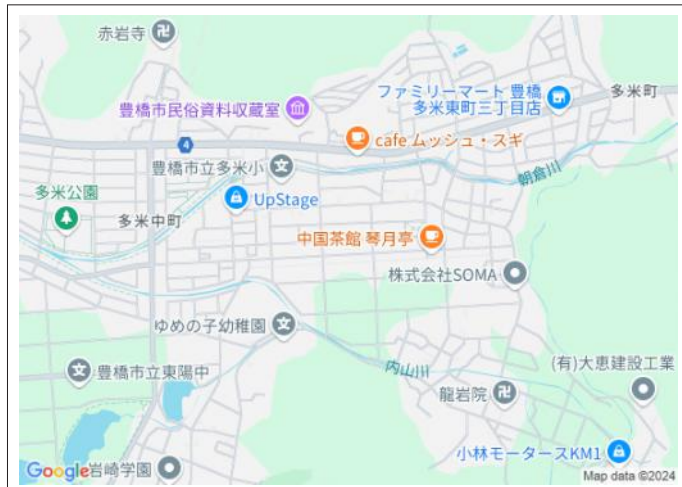 赤岩寺
ファミリーマート 豊橋
多米東町三丁目店
多米町
豊橋市民俗資料収蔵室
cafe ムッシュ・スギ
4
豊橋市立多米小
朝倉川
多米公園
UpStage
多米中町
中国茶館 琴月亭
株式会社SOMA
ゆめの子幼稚園
内山川
(有)大恵建設工業
豊橋市立東陽中
龍岩院
小林モータースKM1
Google
岩崎学園
Map data ©2024